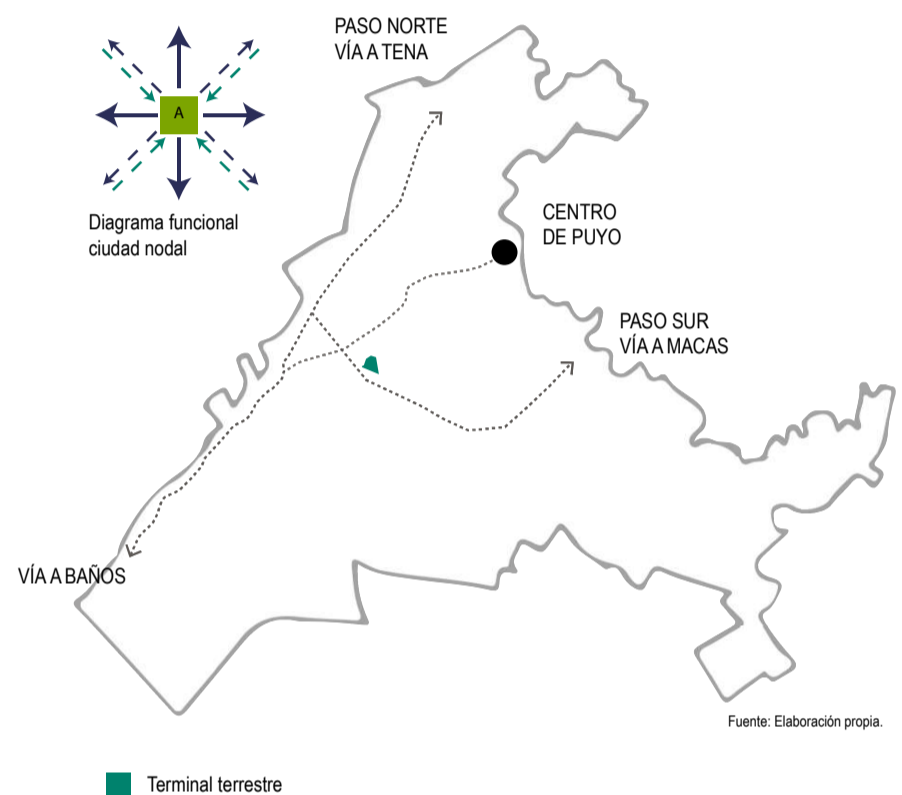 PASO NORTE
VÍA A TENA
A
Diagrama funcional
ciudad nodal
CENTRO
DE PUYO
PASO SUR
VÍA A MACAS
VÍA A BAÑOS
Fuente: Elaboración propia.
Terminal terrestre